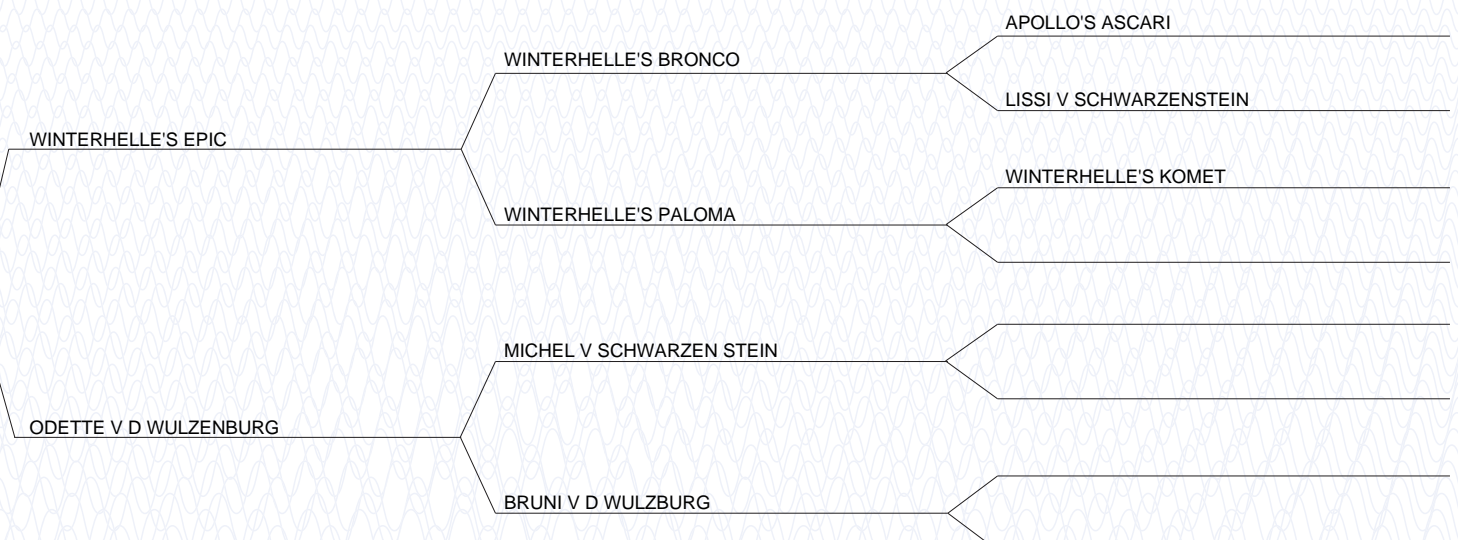 APOLLO'S ASCARI
WINTERHELLE'S BRONCO
LISSI V SCHWARZENSTEIN
WINTERHELLE'S EPIC
WINTERHELLE'S KOMET
WINTERHELLE'S PALOMA
MICHEL V SCHWARZEN STEIN
ODETTE V D WULZENBURG
BRUNI V D WULZBURG